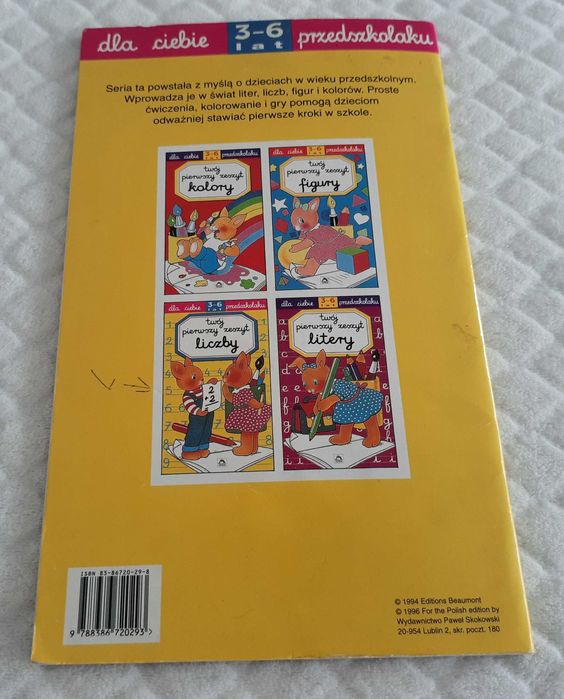 dla ciebie 3-6 lat przedszkolaku
Seria ta powstała z myślą o dzieciach w wieku przedszkolnym.
Wprowadza je w świat liter, liczb, figur i kolorów. Proste
ćwiczenia, kolorowanie i gry pomogą dzieciom
odważniej stawiać pierwsze kroki w szkole.
dla ciebie 3-6 lat przedszkolaku
twój
pierwszy zeszyt
kolory
dla ciebie 3-6 lat przedszkolaku
twój
pierwszy zeszyt
figury
dla ciebie 3-6 lat przedszkolaku
twój
pierwszy zeszyt
liczby
2
+2
dla ciebie 3-6 lat przedszkolaku
twój
pierwszy zeszyt
litery
ISBN 83-86720-29-8
9 788386 720293 >
© 1994 Editions Beaumont
© 1996 For the Polish edition by
Wydawnictwo Paweł Skokowski
20-954 Lublin 2, skr. poczt. 180